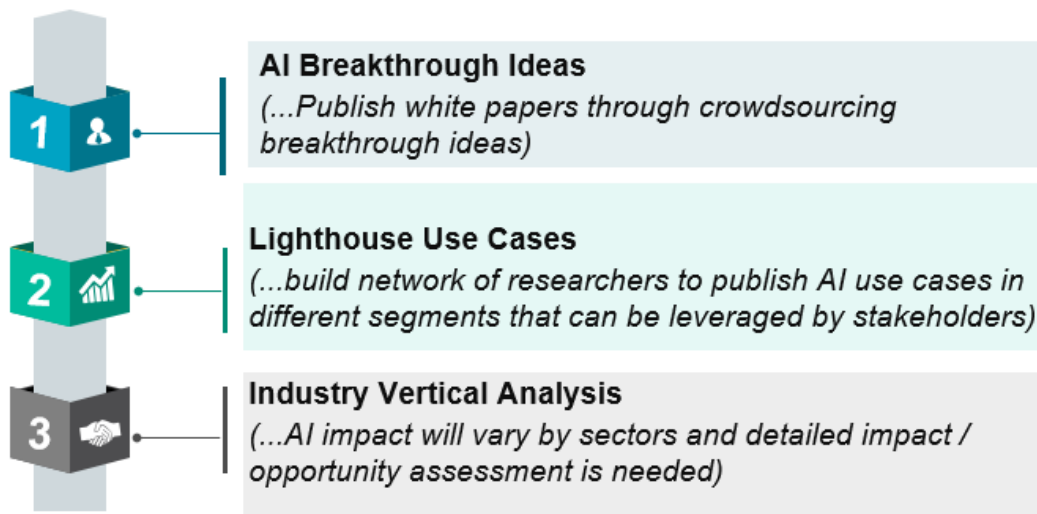 1
AI Breakthrough Ideas
(...Publish white papers through crowdsourcing
breakthrough ideas)
2
Lighthouse Use Cases
(...build network of researchers to publish AI use cases in
different segments that can be leveraged by stakeholders)
3
Industry Vertical Analysis
(...AI impact will vary by sectors and detailed impact /
opportunity assessment is needed)